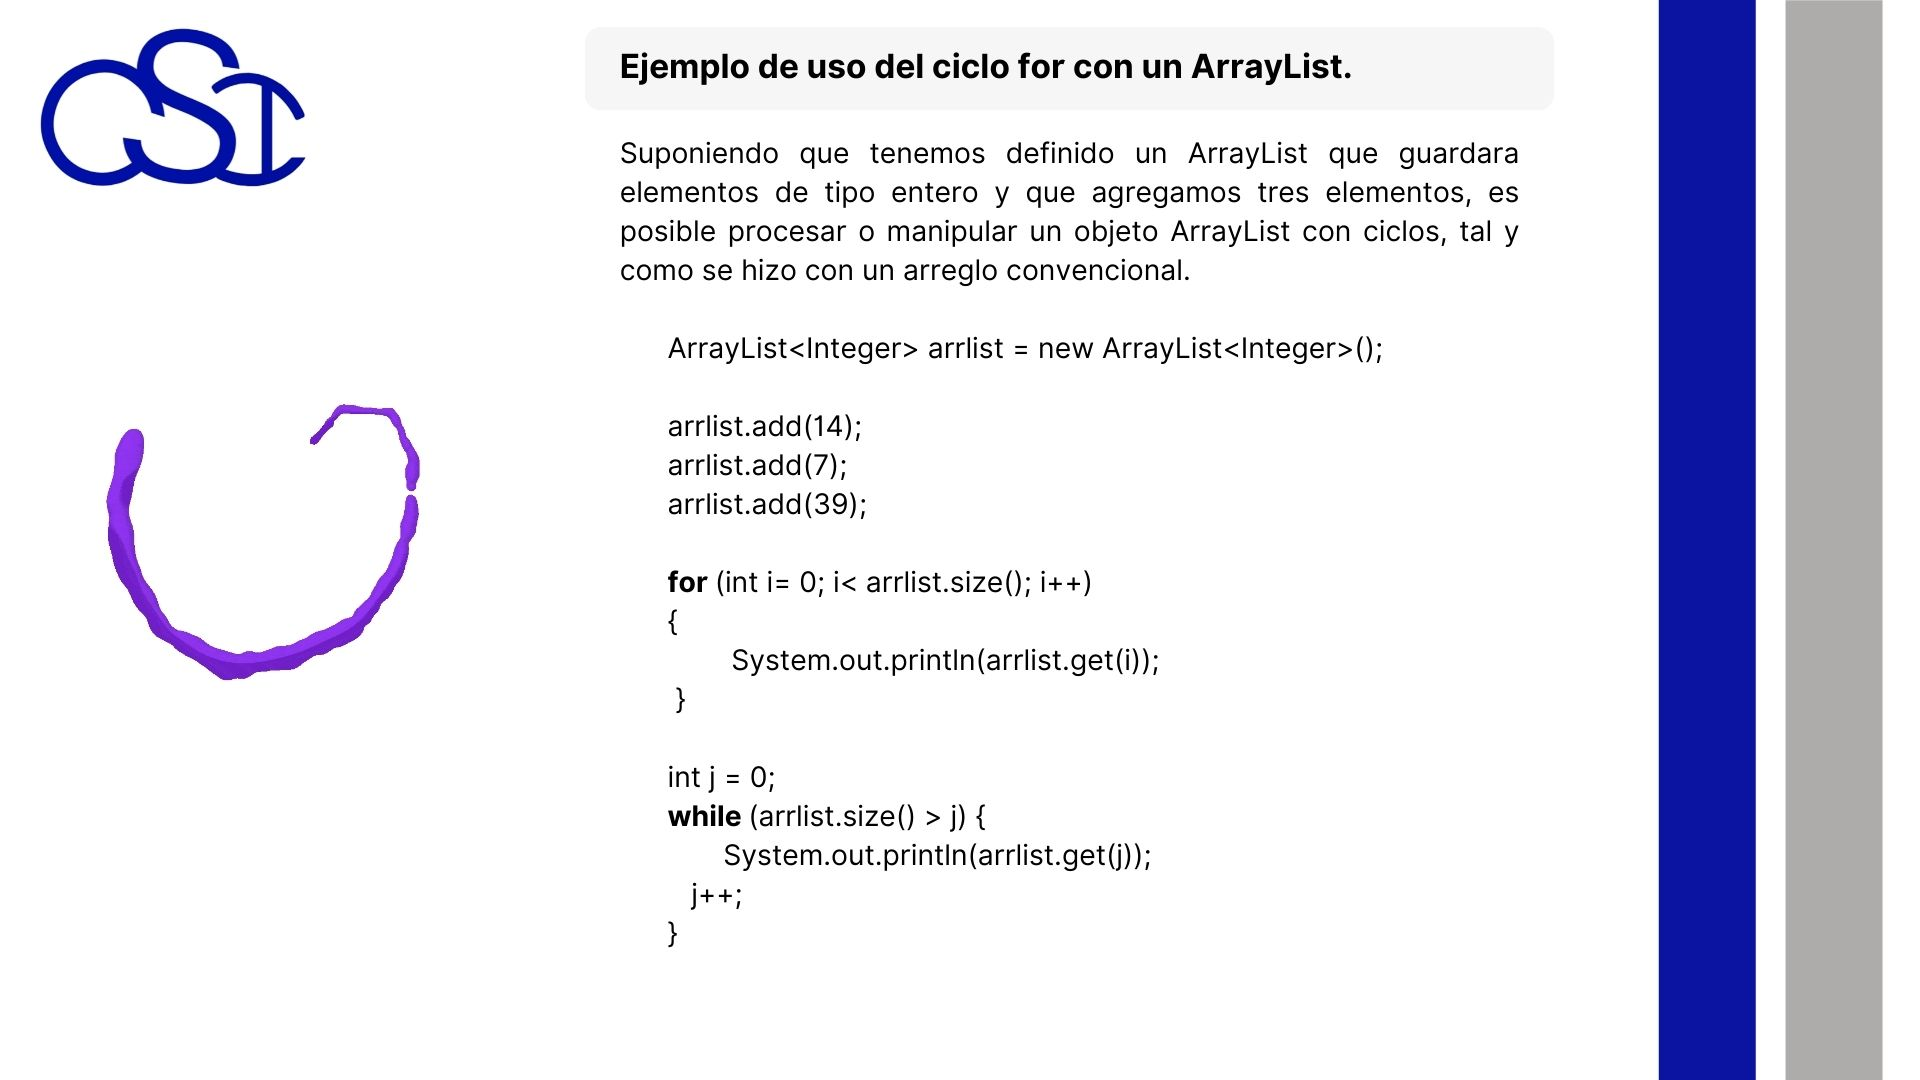 CSI
Ejemplo de uso del ciclo for con un ArrayList.
Suponiendo que tenemos definido un ArrayList que guardara
elementos de tipo entero y que agregamos tres elementos, es
posible procesar o manipular un objeto ArrayList con ciclos, tal y
como se hizo con un arreglo convencional.
ArrayList<Integer> arrlist = new ArrayList<Integer>();
arrlist.add(14);
arrlist.add(7);
arrlist.add(39);
for (int i= 0; i< arrlist.size(); i++)
{
System.out.println(arrlist.get(i));
}
int j = 0;
while (arrlist.size() > j) {
System.out.println(arrlist.get(j));
j++;
}